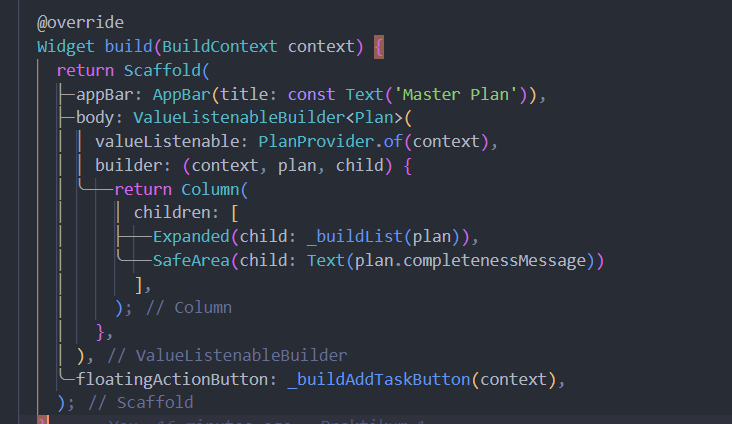 @override
Widget build(BuildContext context) {
return Scaffold(
appBar: AppBar(title: const Text('Master Plan')),
body: ValueListenableBuilder<Plan>(
valueListenable: PlanProvider.of(context),
builder: (context, plan, child) {
return Column(
children: [
Expanded(child: _buildList(plan)),
SafeArea(child: Text(plan.completenessMessage))
],
); // Column
},
), // ValueListenableBuilder
floatingActionButton: _buildAddTaskButton(context),
); // Scaffold
}